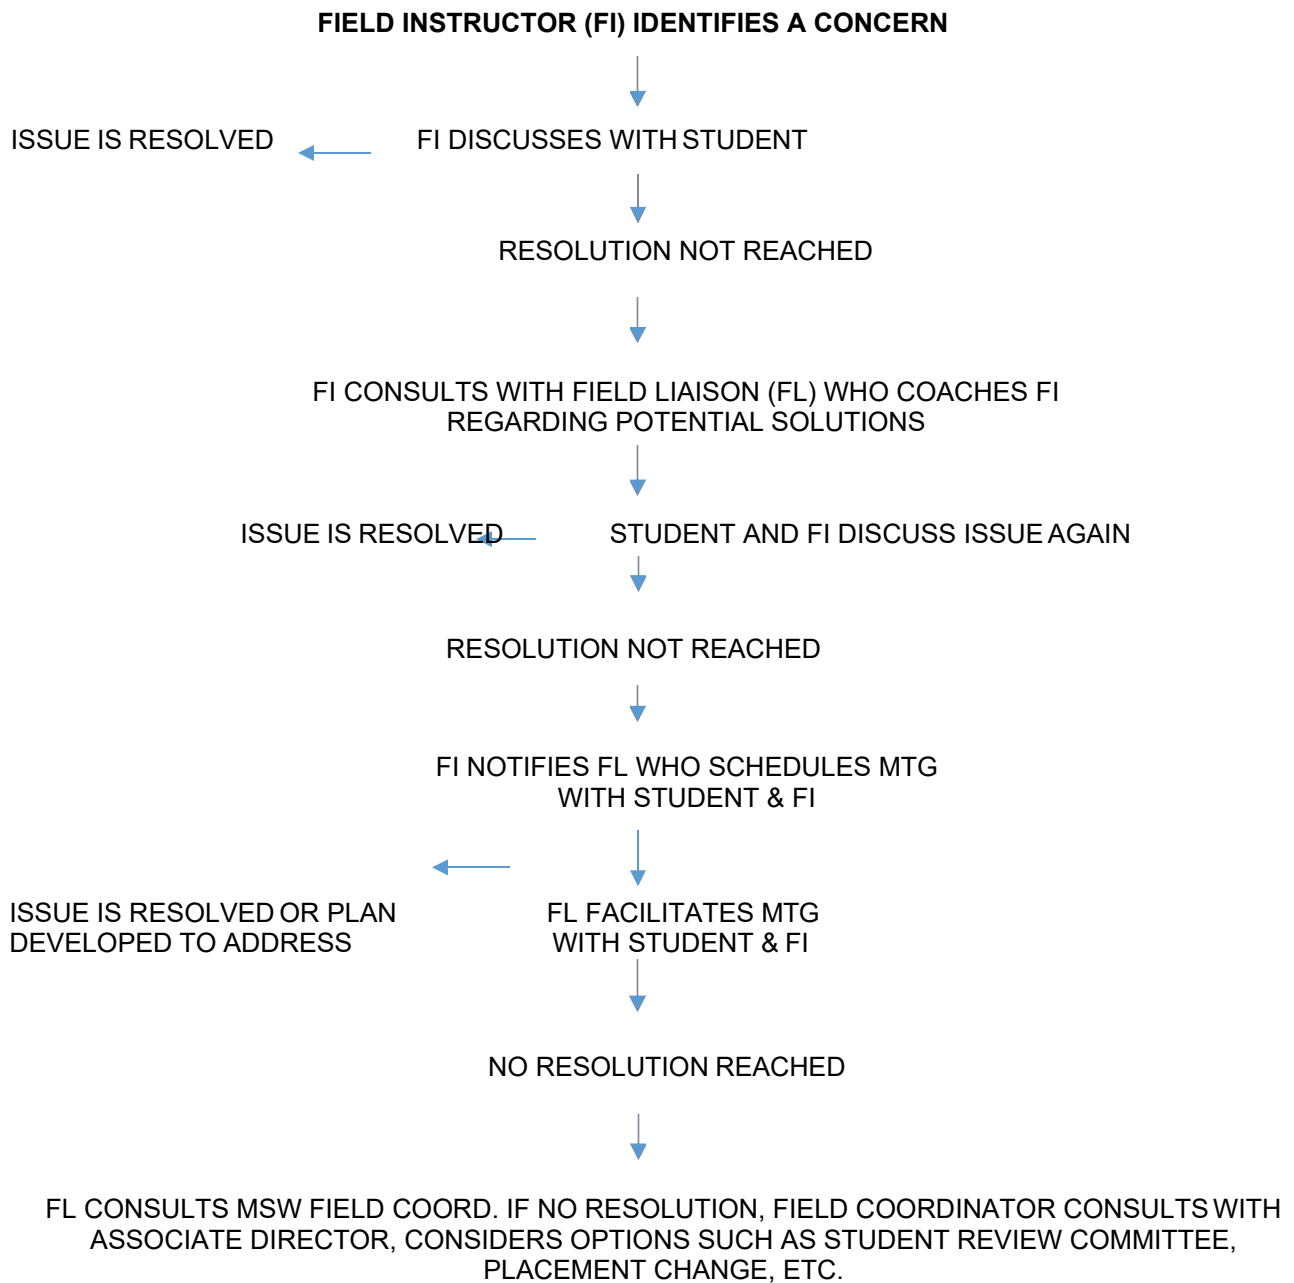 FIELD INSTRUCTOR (FI) IDENTIFIES A CONCERN
ISSUE IS RESOLVED
FI DISCUSSES WITH STUDENT
RESOLUTION NOT REACHED
FI CONSULTS WITH FIELD LIAISON (FL) WHO COACHES FI
REGARDING POTENTIAL SOLUTIONS
ISSUE IS RESOLVED
STUDENT AND FI DISCUSS ISSUE AGAIN
RESOLUTION NOT REACHED
FI NOTIFIES FL WHO SCHEDULES MTG
WITH STUDENT & FI
ISSUE IS RESOLVED OR PLAN
DEVELOPED TO ADDRESS
FL FACILITATES MTG
WITH STUDENT & FI
NO RESOLUTION REACHED
FL CONSULTS MSW FIELD COORD. IF NO RESOLUTION, FIELD COORDINATOR CONSULTS WITH
ASSOCIATE DIRECTOR, CONSIDERS OPTIONS SUCH AS STUDENT REVIEW COMMITTEE,
PLACEMENT CHANGE, ETC.